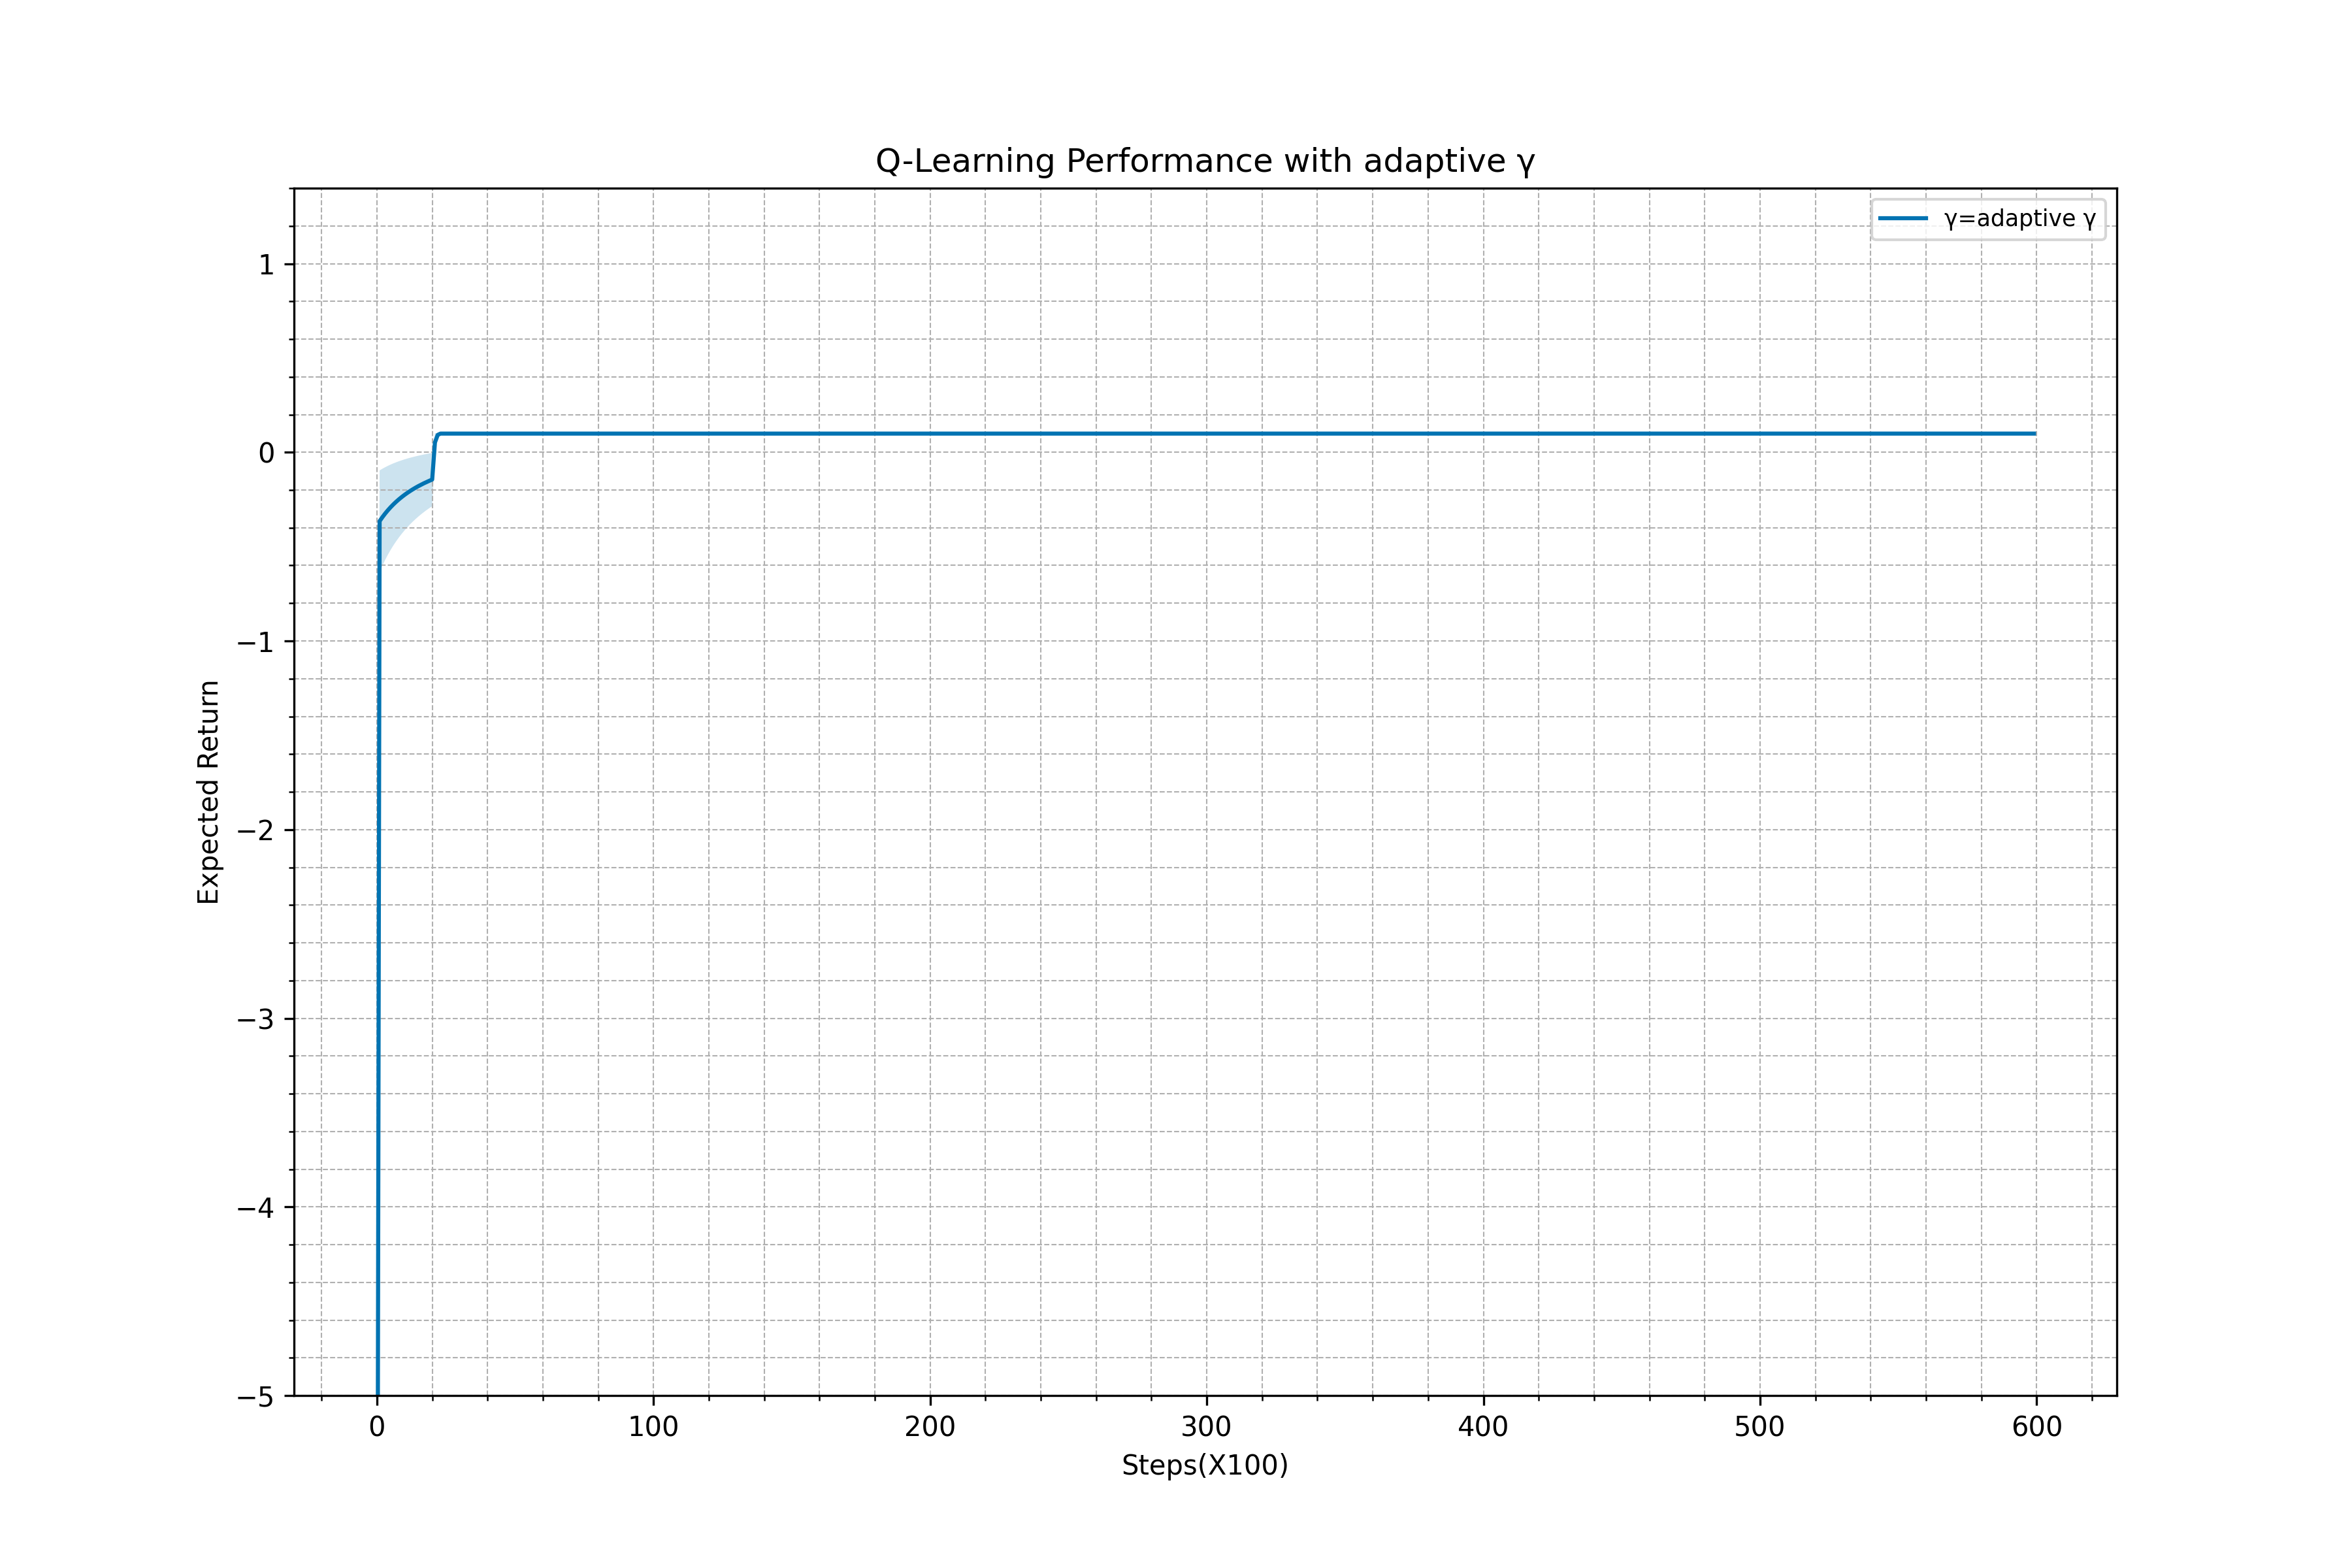 Q-Learning Performance with adaptive γ
γ=adaptive γ
1
0
−1
−2
−3
−4
−5
Expected Return
0 100 200 300 400 500 600
Steps(X100)